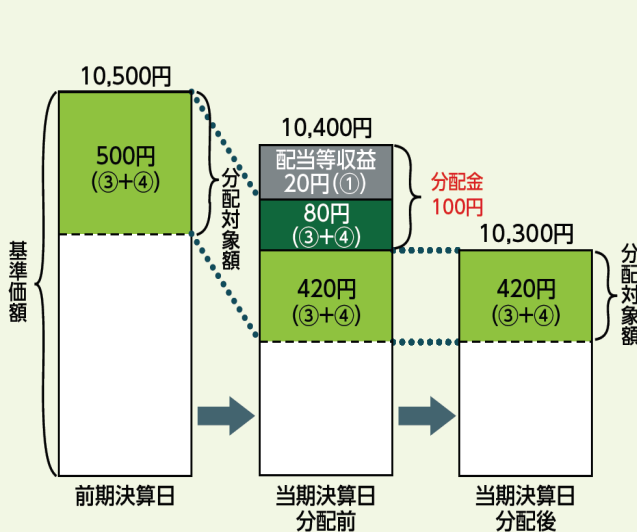 10,500円
500円
(③+④)
分配対象額
基準価額
前期決算日
10,400円
配当等収益
20円(①)
80円
(③+④)
420円
(③+④)
分配金
100円
当期決算日
分配前
10,300円
420円
(③+④)
分配対象額
当期決算日
分配後